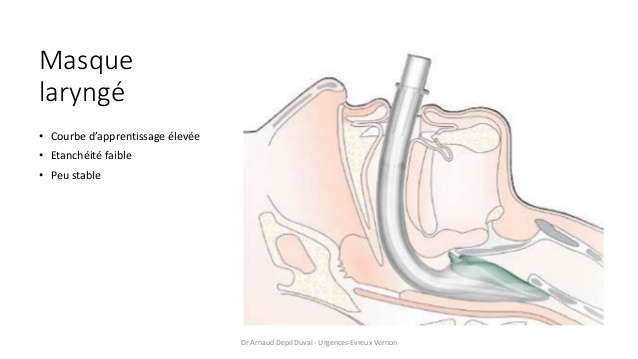 Masque
laryngé
• Courbe d’apprentissage élevée
• Etanchéité faible
• Peu stable
Dr Arnaud Depil Duval - Urgences Evreux Vernon